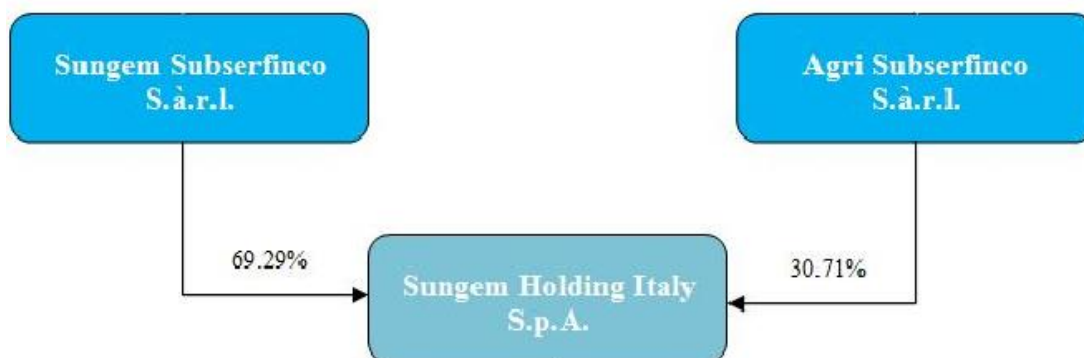 Sungem Subserfinco
S.à.r.l.
Agri Subserfinco
S.à.r.l.
69.29%
30.71%
Sungem Holding Italy
S.p.A.